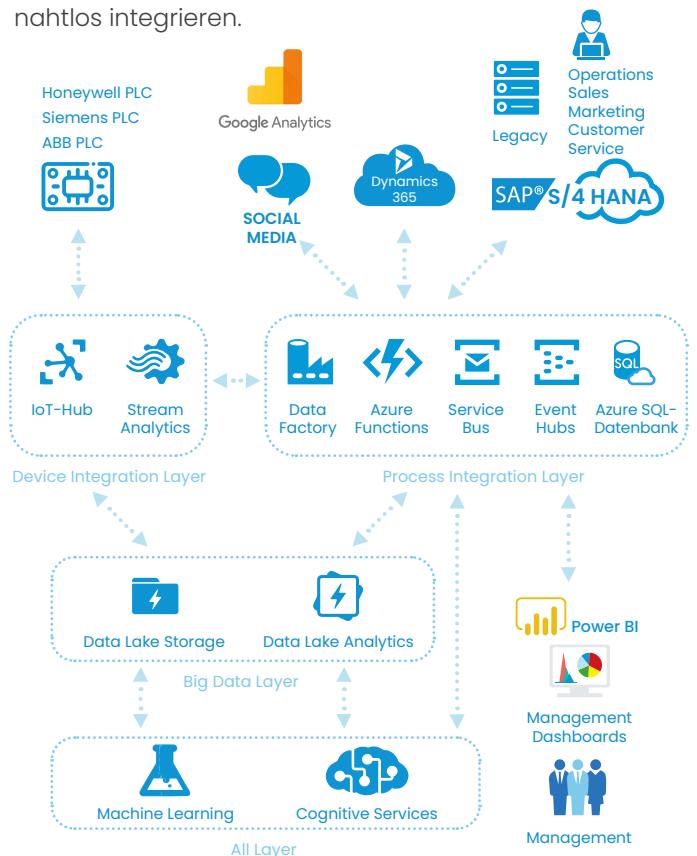 nahtlos integrieren.
Honeywell PLC
Siemens PLC
ABB PLC
Google Analytics
SOCIAL
MEDIA
Dynamics
365
Legacy
Operations
Sales
Marketing
Customer
Service
SAP® S/4 HANA
IoT-Hub
Stream
Analytics
Device Integration Layer
Data
Factory
Azure
Functions
Service
Bus
Event
Hubs
SQL
Azure SQL-
Datenbank
Process Integration Layer
Data Lake Storage
Data Lake Analytics
Big Data Layer
Machine Learning
Cognitive Services
All Layer
Power BI
Management
Dashboards
Management